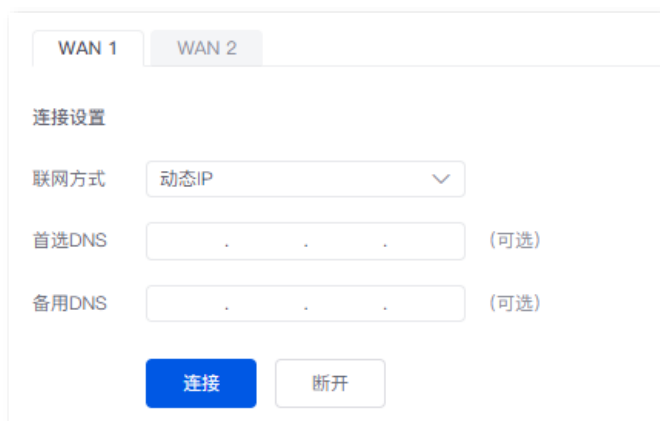 WAN 1 WAN 2
连接设置
联网方式 动态IP
首选DNS . . . (可选)
备用DNS . . . (可选)
连接 断开